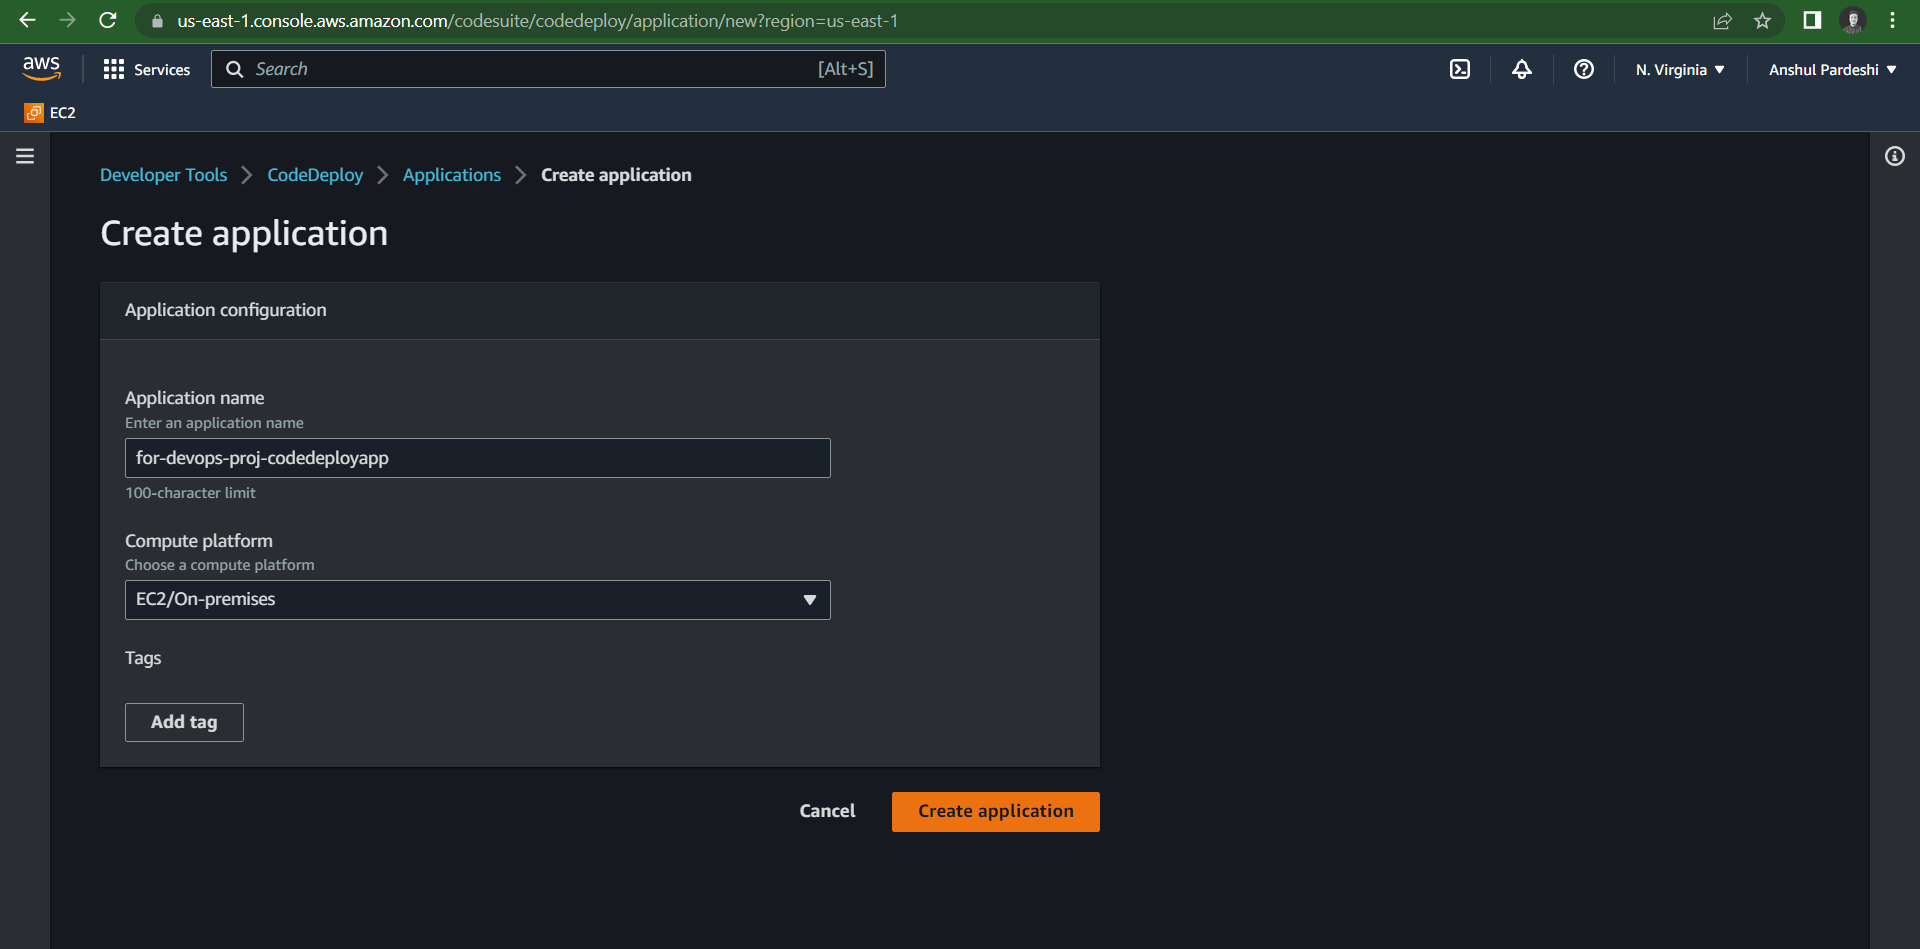 us-east-1.console.aws.amazon.com/codesuite/codedeploy/application/new?region=us-east-1
aws Services Search [Alt+S] N. Virginia Anshul Pardeshi
EC2
Developer Tools CodeDeploy Applications Create application
Create application
Application configuration
Application name
Enter an application name
for-devops-proj-codedeployapp
100-character limit
Compute platform
Choose a compute platform
EC2/On-premises
Tags
Add tag
Cancel Create application